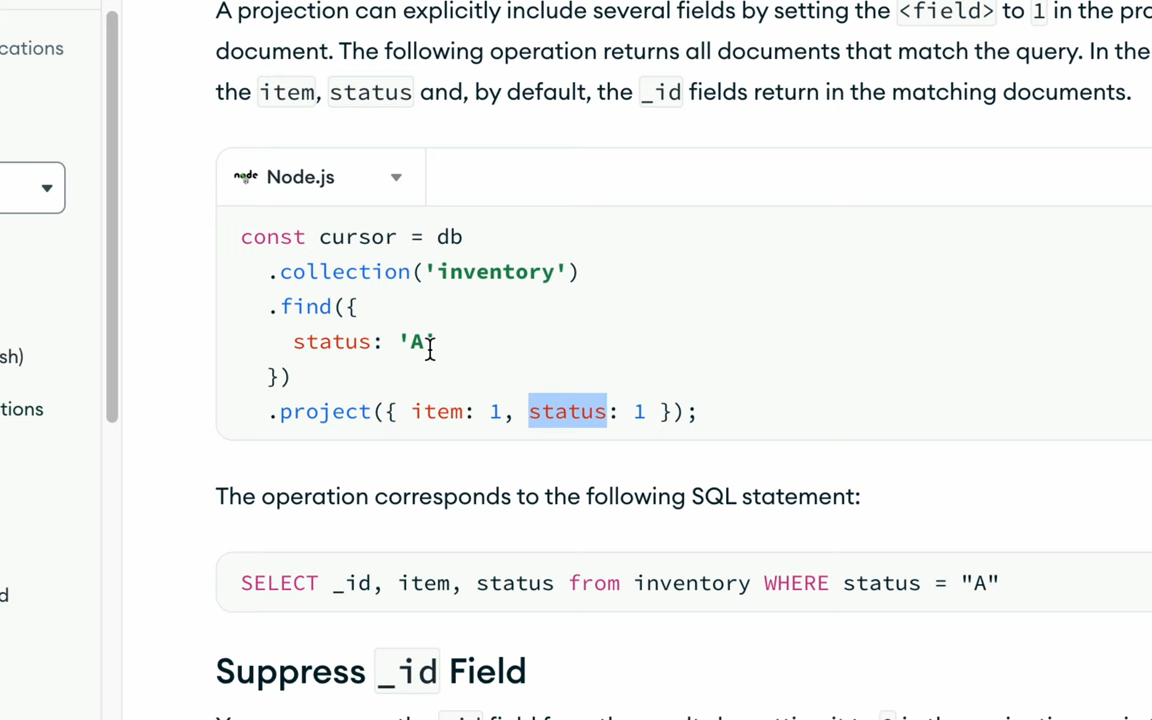 A projection can explicitly include several fields by setting the <field> to 1 in the pro
cations
document. The following operation returns all documents that match the query. In the
the item, status and, by default, the _id fields return in the matching documents.
node Node.js
const cursor = db
.collection('inventory')
.find({
status: 'A'
sh)
})
tions
.project({ item: 1, status: 1 });
The operation corresponds to the following SQL statement:
SELECT _id, item, status from inventory WHERE status = "A"
d
Suppress _id Field